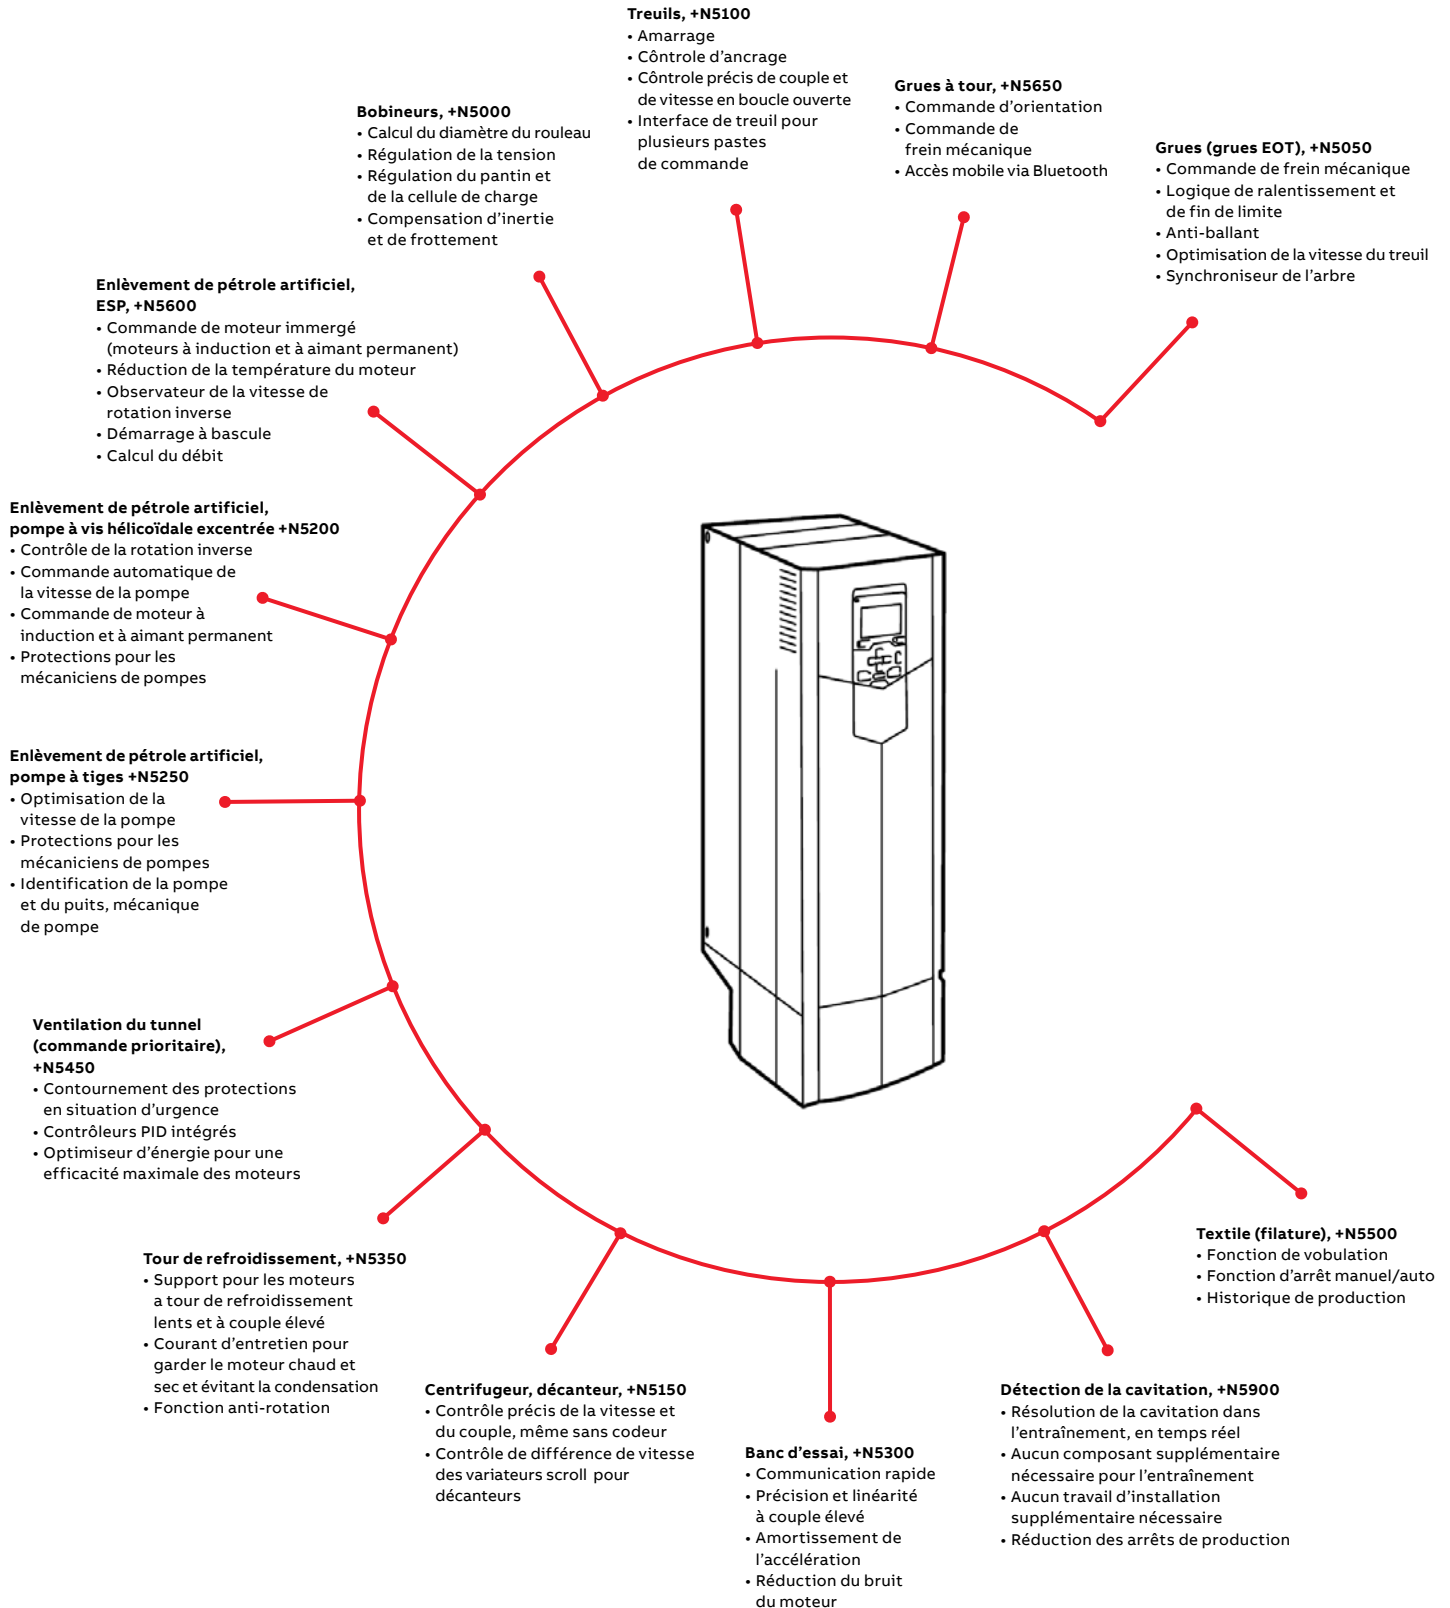 Treuils, +N5100
• Amarrage
• Côntrole d’ancrage
• Côntrole précis de couple et
de vitesse en boucle ouverte
• Interface de treuil pour
plusieurs pastes
de commande
Grues à tour, +N5650
• Commande d’orientation
• Commande de
frein mécanique
• Accès mobile via Bluetooth
Grues (grues EOT), +N5050
• Commande de frein mécanique
• Logique de ralentissement et
de fin de limite
• Anti-ballant
• Optimisation de la vitesse du treuil
• Synchroniseur de l’arbre
Bobineurs, +N5000
• Calcul du diamètre du rouleau
• Régulation de la tension
• Régulation du pantin et
de la cellule de charge
• Compensation d’inertie
et de frottement
Enlèvement de pétrole artificiel,
ESP, +N5600
• Commande de moteur immergé
(moteurs à induction et à aimant permanent)
• Réduction de la température du moteur
• Observateur de la vitesse de
rotation inverse
• Démarrage à bascule
• Calcul du débit
Enlèvement de pétrole artificiel,
pompe à vis hélicoïdale excentrée +N5200
• Contrôle de la rotation inverse
• Commande automatique de
la vitesse de la pompe
• Commande de moteur à
induction et à aimant permanent
• Protections pour les
mécaniciens de pompes
Enlèvement de pétrole artificiel,
pompe à tiges +N5250
• Optimisation de la
vitesse de la pompe
• Protections pour les
mécaniciens de pompes
• Identification de la pompe
et du puits, mécanique
de pompe
Ventilation du tunnel
(commande prioritaire),
+N5450
• Contournement des protections
en situation d’urgence
• Contrôleurs PID intégrés
• Optimiseur d’énergie pour une
efficacité maximale des moteurs
Tour de refroidissement, +N5350
• Support pour les moteurs
a tour de refroidissement
lents et à couple élevé
• Courant d’entretien pour
garder le moteur chaud et
sec et évitant la condensation
• Fonction anti-rotation
Centrifugeur, décanteur, +N5150
• Contrôle précis de la vitesse et
du couple, même sans codeur
• Contrôle de différence de vitesse
des variateurs scroll pour
décanteurs
Banc d’essai, +N5300
• Communication rapide
• Précision et linéarité
à couple élevé
• Amortissement de
l’accélération
• Réduction du bruit
du moteur
Détection de la cavitation, +N5900
• Résolution de la cavitation dans
l’entraînement, en temps réel
• Aucun composant supplémentaire
nécessaire pour l’entraînement
• Aucun travail d’installation
supplémentaire nécessaire
• Réduction des arrêts de production
Textile (filature), +N5500
• Fonction de vobulation
• Fonction d’arrêt manuel/auto
• Historique de production